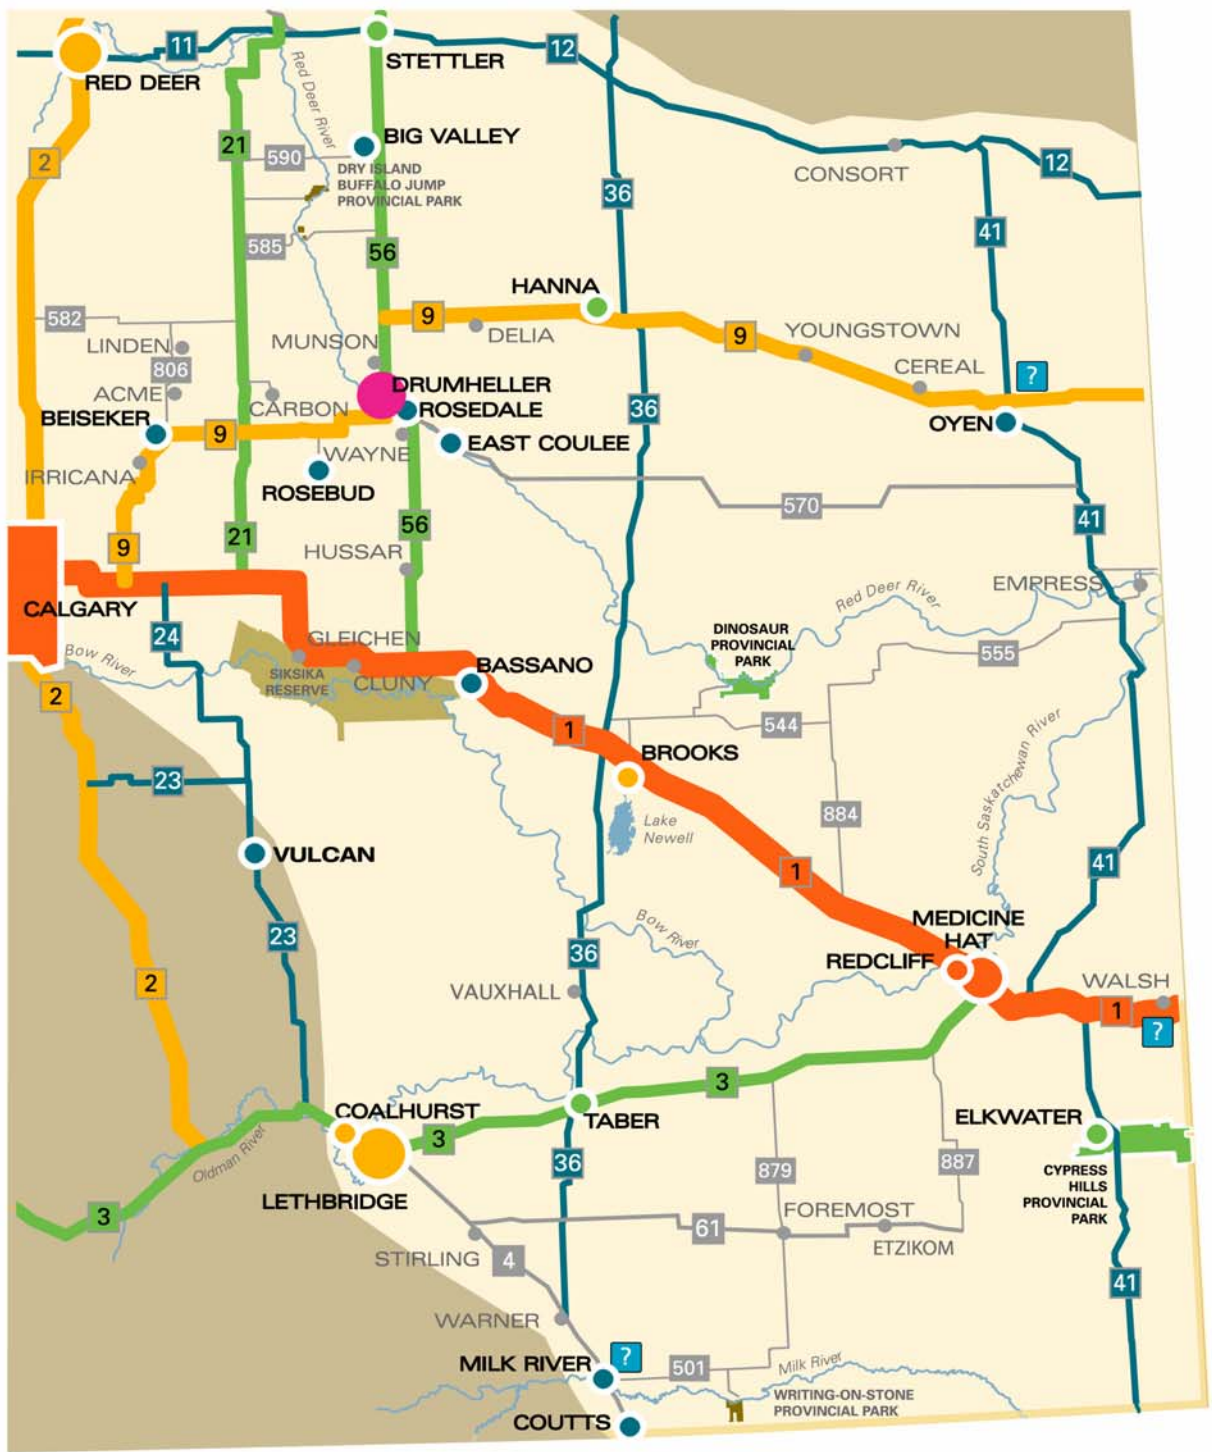 11
12
STETTLER
RED DEER
Red Deer River
21
BIG VALLEY
2
590
DRY ISLAND
BUFFALO JUMP
PROVINCIAL PARK
CONSORT
12
36
41
585
56
HANNA
582
9
DELIA
9
YOUNGSTOWN
LINDEN
MUNSON
806
CEREAL
?
ACME
DRUMHELLER
CARBON
ROSEDALE
36
BEISEKER
9
EAST COULEE
OYEN
WAYNE
IRRICANA
ROSEBUD
570
41
21
56
9
HUSSAR
EMPRESS
CALGARY
Red Deer River
24
GLEICHEN
DINOSAUR
PROVINCIAL
PARK
555
Bow River
SIKSIKA
RESERVE
CLUNY
BASSANO
2
1
544
BROOKS
South Saskatchewan River
23
Lake
Newell
884
VULCAN
1
41
23
Bow River
MEDICINE
HAT
36
REDCLIFF
2
VAUXHALL
WALSH
1
?
3
COALHURST
TABER
ELKWATER
3
Oldman River
36
879
887
CYPRESS
HILLS
PROVINCIAL
PARK
LETHBRIDGE
3
FOREMOST
61
ETZIKOM
STIRLING
4
41
WARNER
MILK RIVER
?
501
Milk River
WRITING-ON-STONE
PROVINCIAL PARK
COUTTS